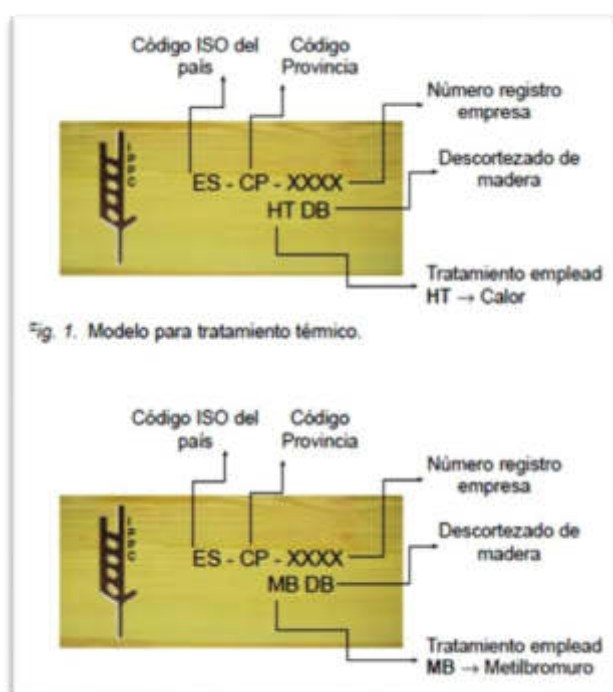 Código ISO del
país
Código
Provincia
Número registro
empresa
IPPC
ES - CP - XXXX
Descortezado de
madera
HT DB
Tratamiento emplead
HT → Calor
Fig. 1. Modelo para tratamiento térmico.
Código ISO del
país
Código
Provincia
Número registro
empresa
IPPC
ES - CP - XXXX
Descortezado de
madera
MB DB
Tratamiento emplead
MB → Metilbromuro